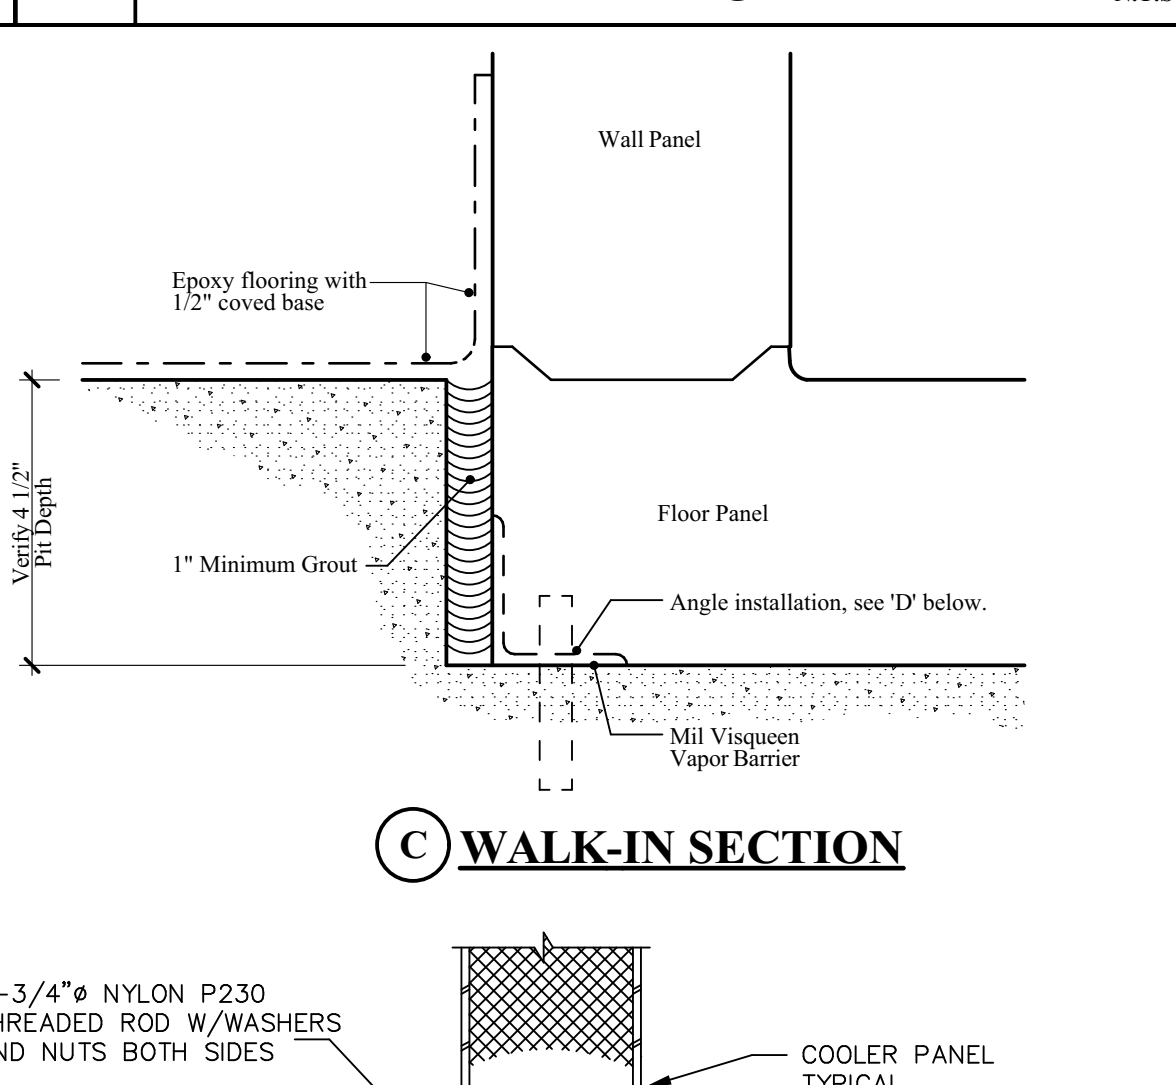 Wall Panel
Epoxy flooring with
1/2" coved base
Verify 4 1/2"
Pit Depth
Floor Panel
1" Minimum Grout
Angle installation, see 'D' below.
Mil Visqueen
Vapor Barrier
C WALK-IN SECTION
-3/4"ø NYLON P230
HREADED ROD W/WASHERS
ND NUTS BOTH SIDES
COOLER PANEL
TYPICAL